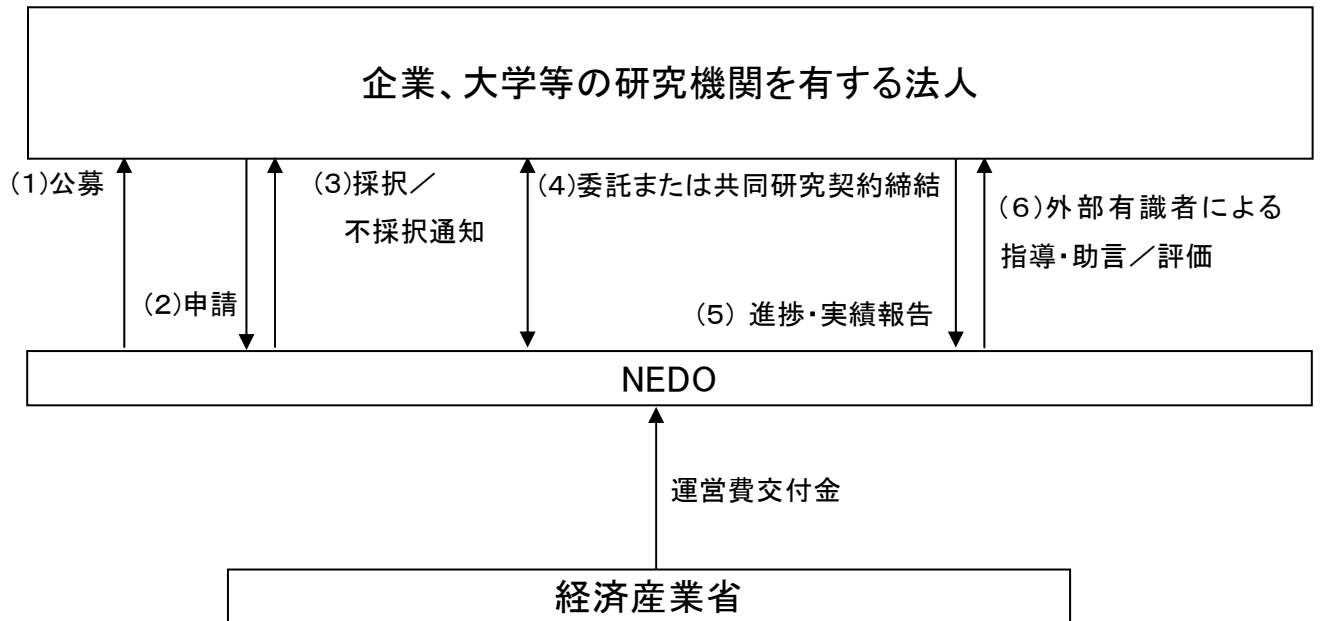 企業、大学等の研究機関を有する法人
(1)公募
(2)申請
(3)採択／
不採択通知
(4)委託または共同研究契約締結
(5) 進捗・実績報告
(6)外部有識者による
指導・助言／評価
NEDO
運営費交付金
経済産業省